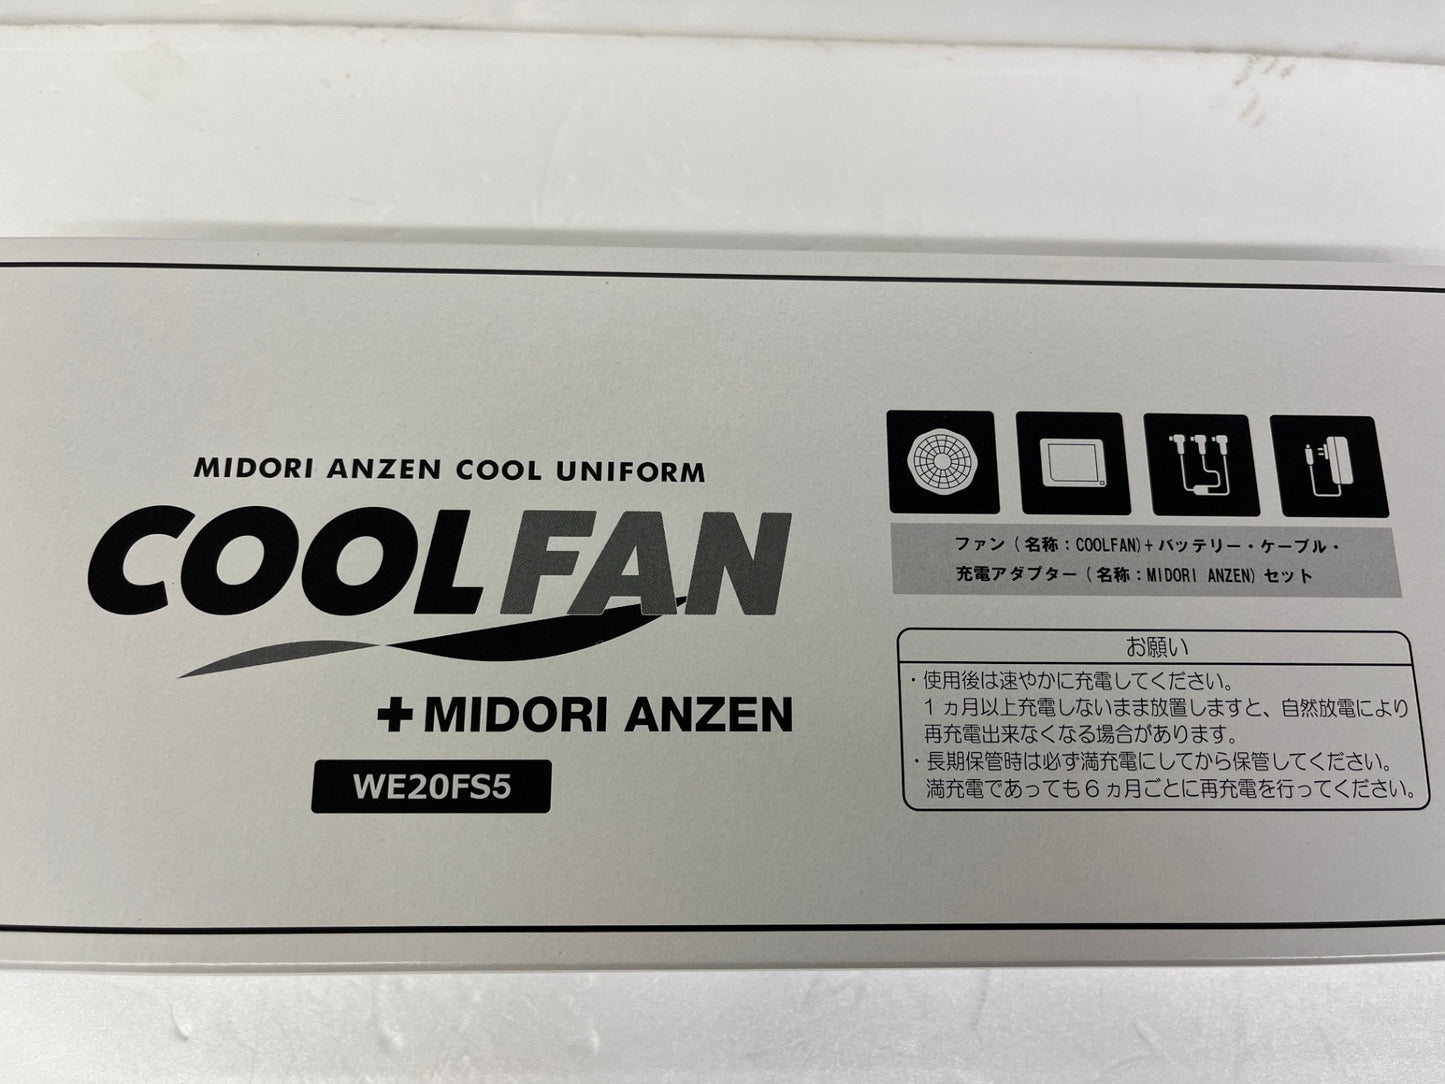 MIDORI ANZEN COOL UNIFORM
COOLFAN
+MIDORI ANZEN
WE20FS5
ファン(名称:COOLFAN)+バッテリー・ケーブル・
充電アダプター(名称:MIDORI ANZEN)セット
お願い
・使用後は速やかに充電してください。
1ヵ月以上充電しないまま放置しますと、自然放電により
再充電出来なくなる場合があります。
・長期保管時は必ず満充電にしてから保管してください。
満充電であっても6ヵ月ごとに再充電を行ってください。